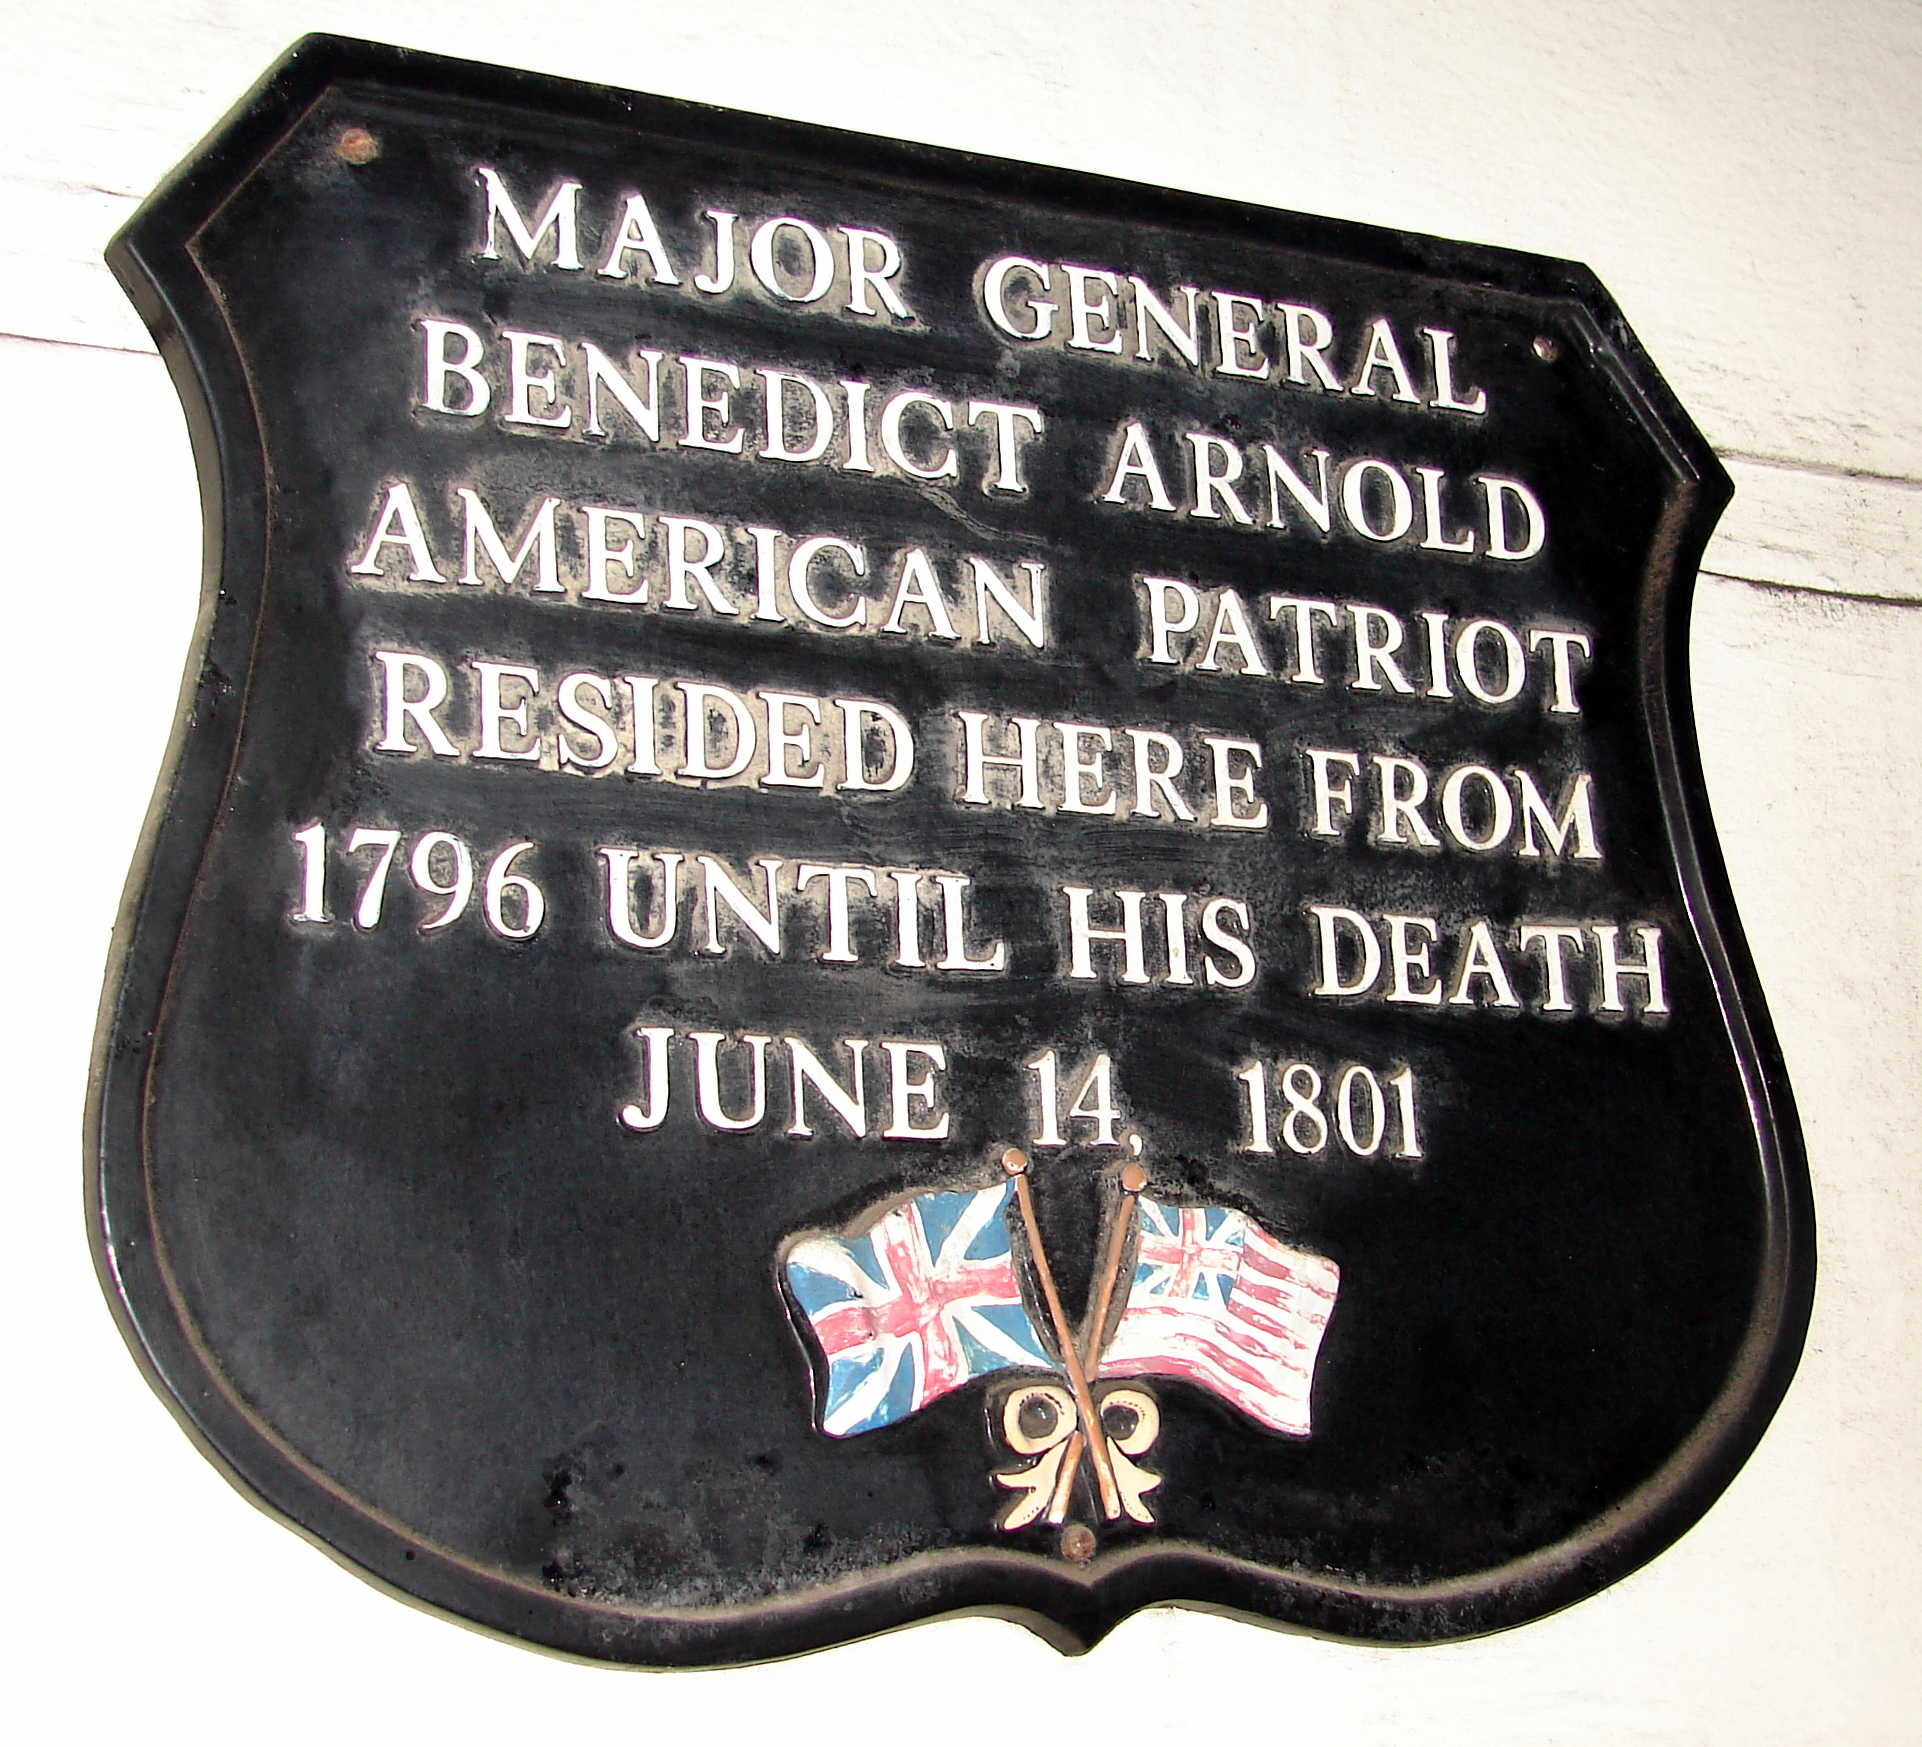 MAJOR GENERAL
BENEDICT ARNOLD
AMERICAN PATRIOT
RESIDED HERE FROM
1796 UNTIL HIS DEATH
JUNE 14, 1801